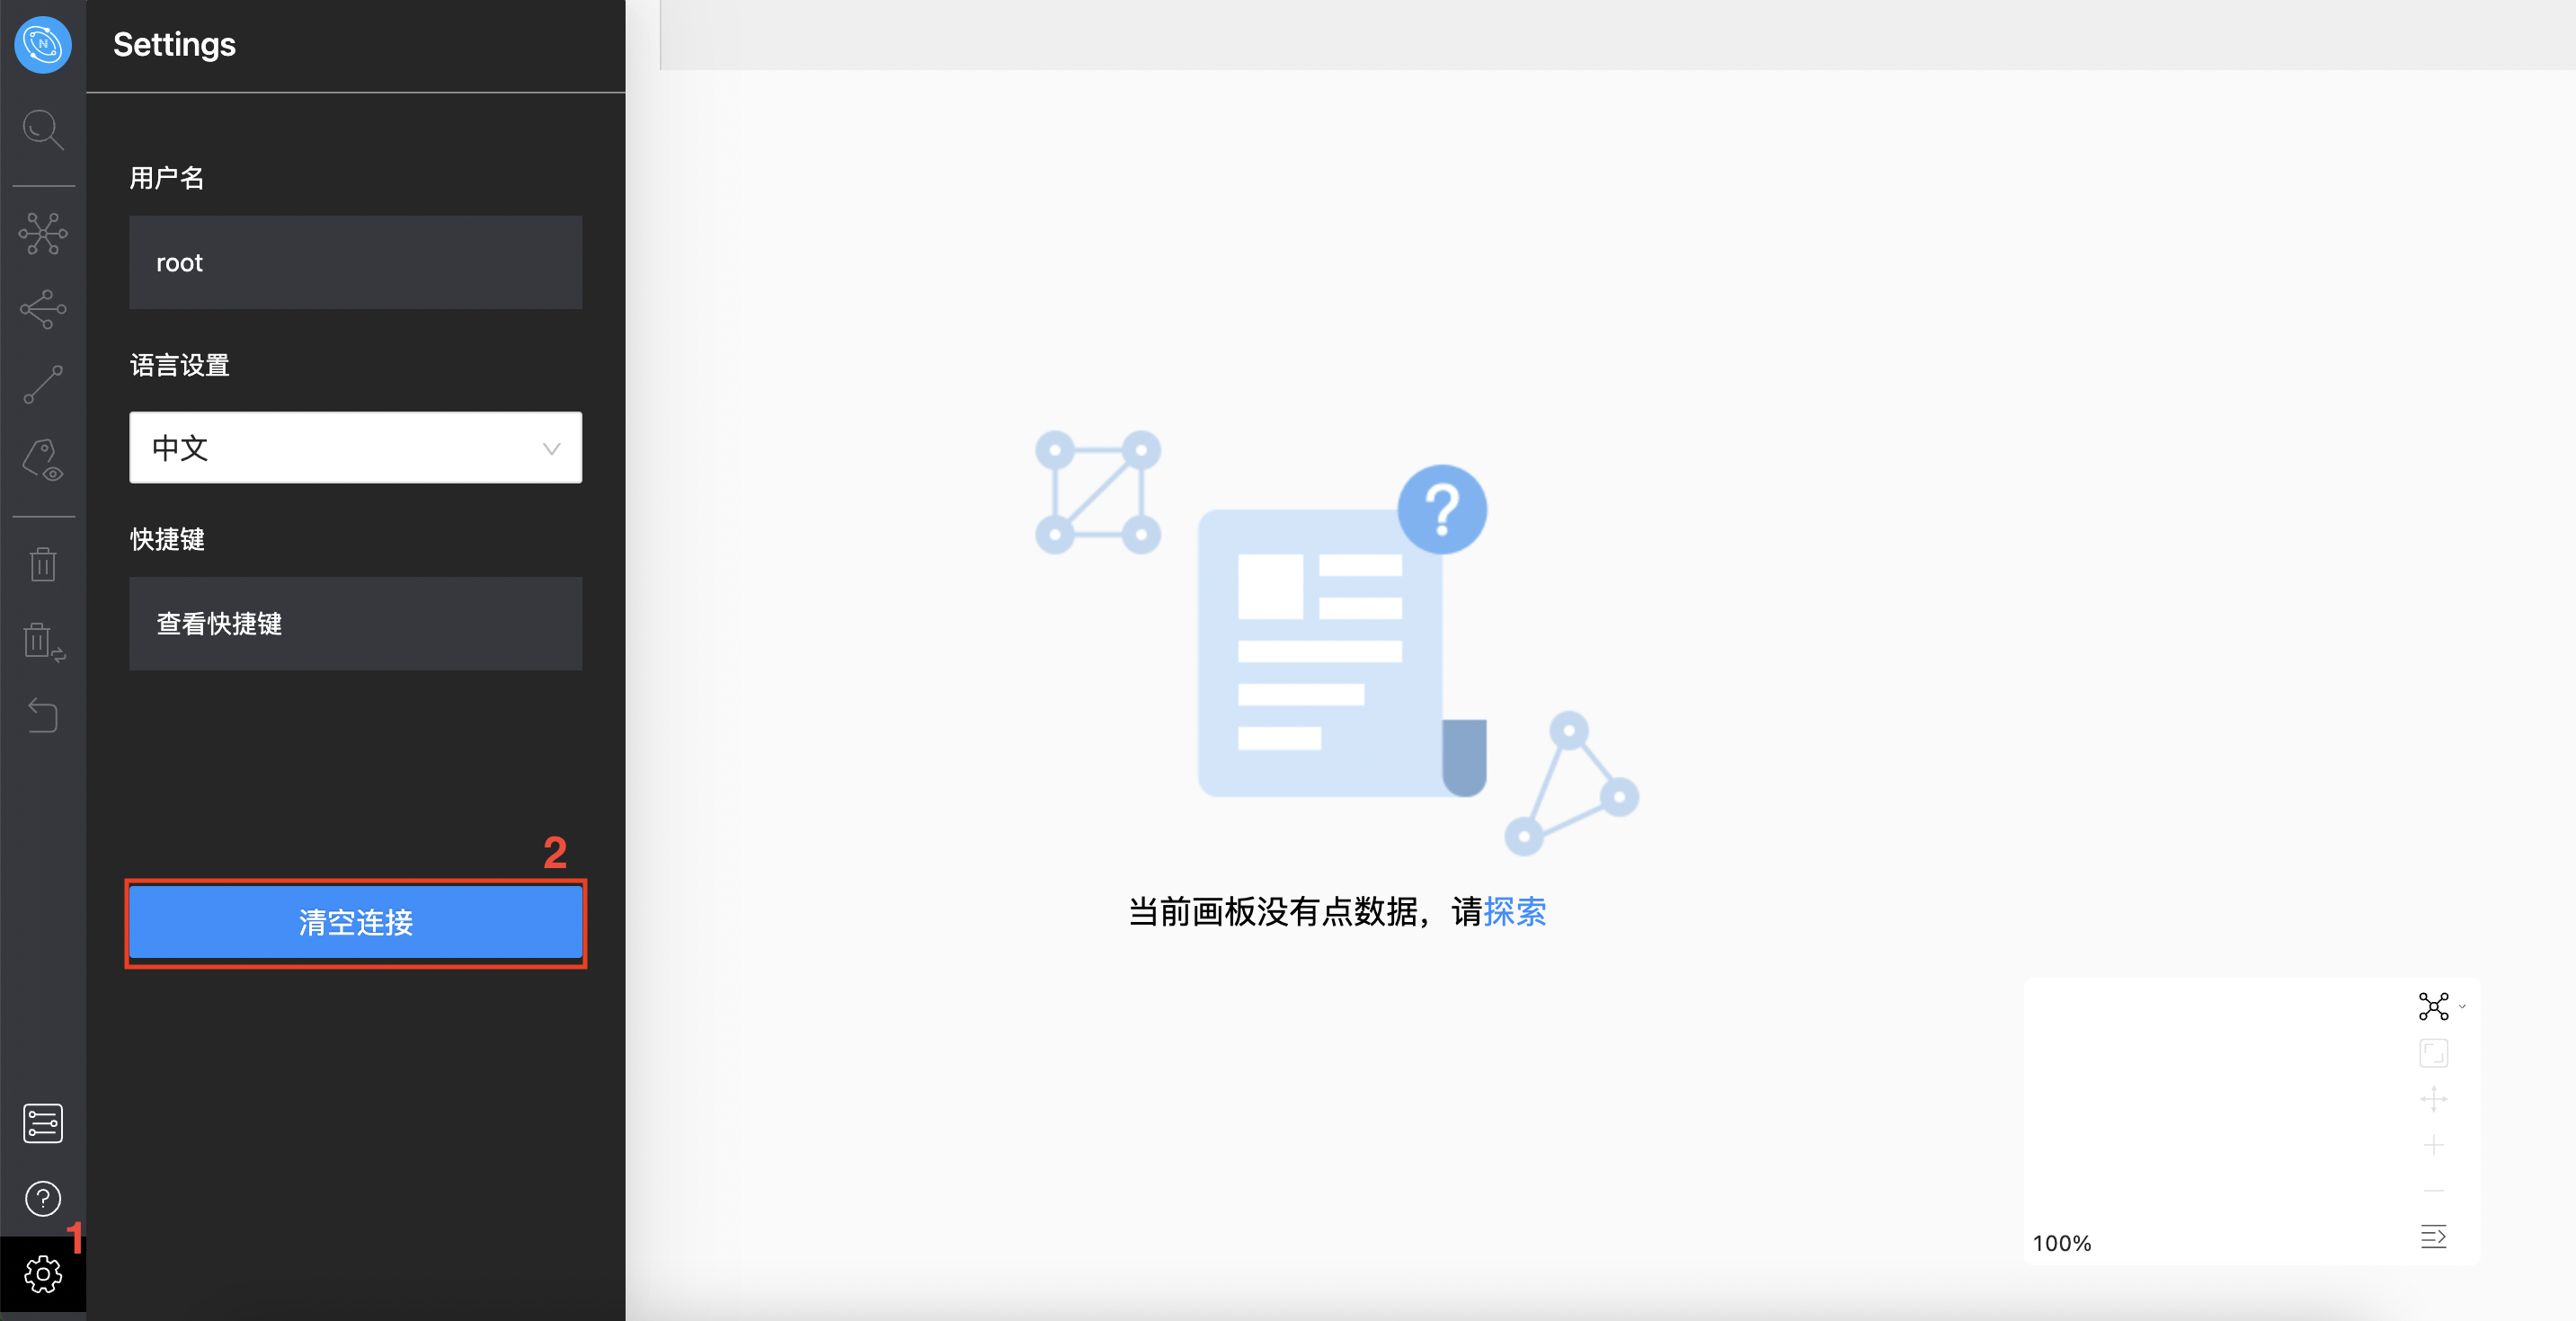 Settings
用户名
root
语言设置
中文
快捷键
查看快捷键
2
清空连接
1
当前画板没有点数据，请探索
100%